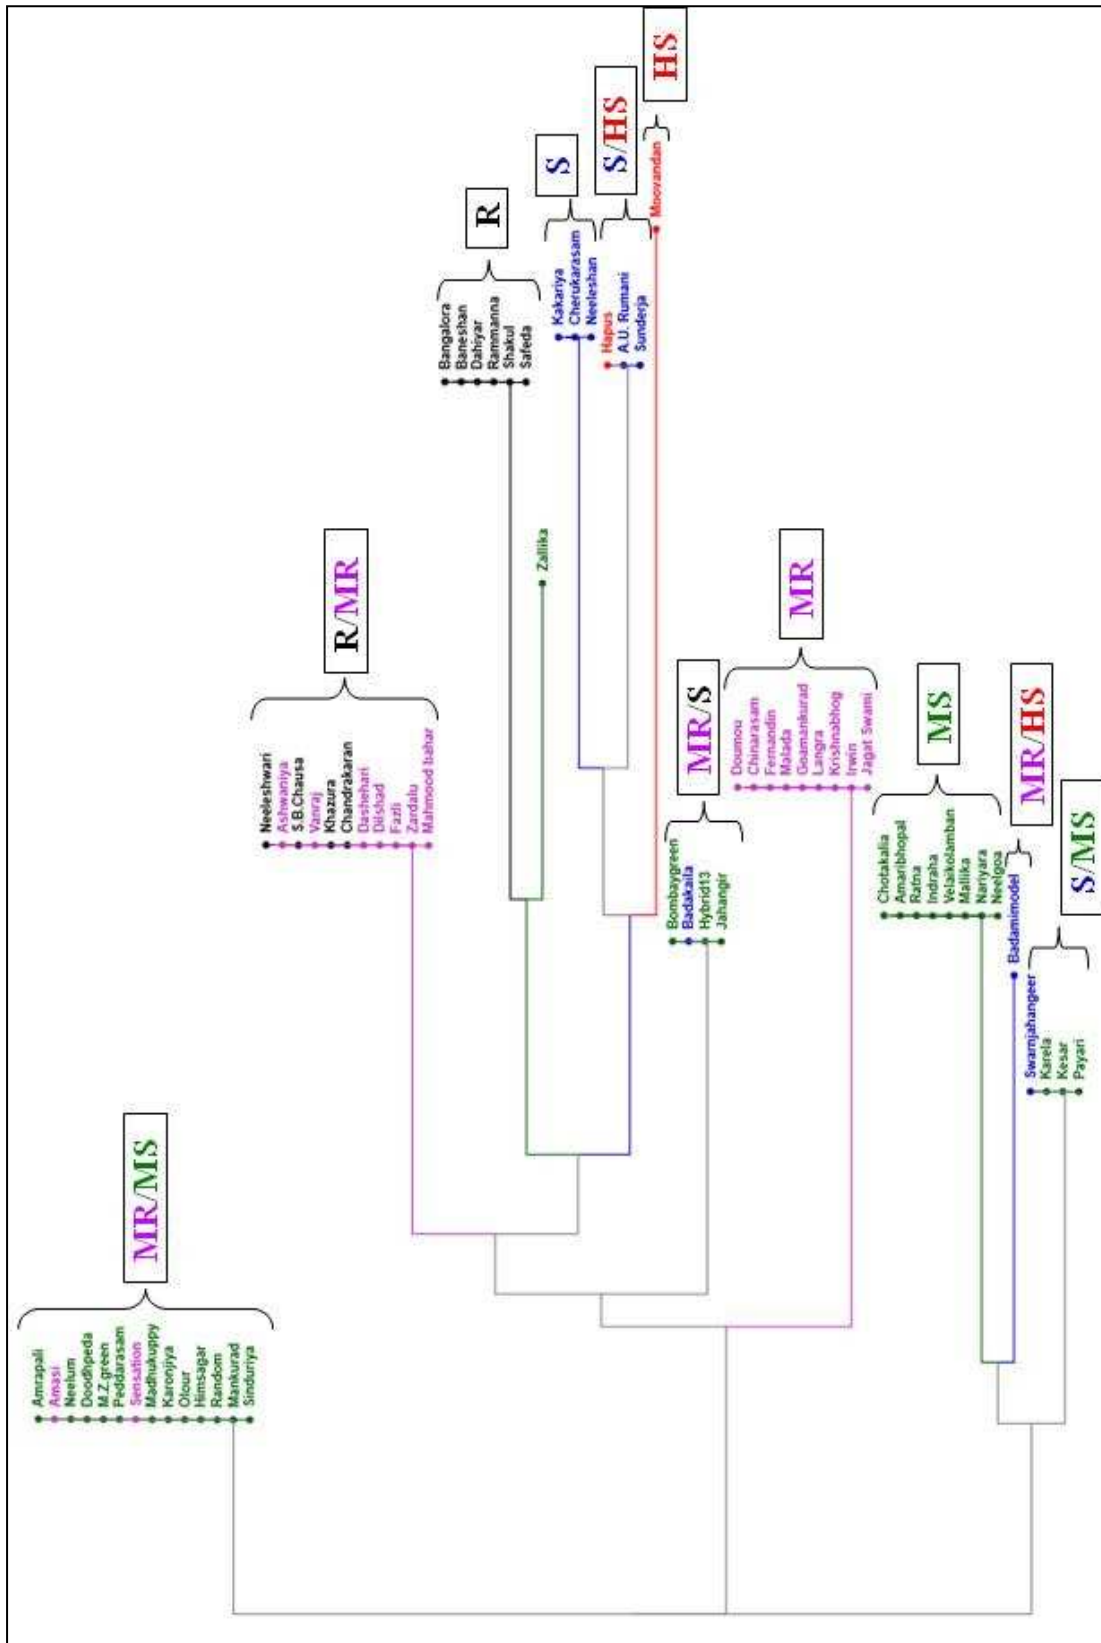 MR/MS
Amrapali
Amasi
Neelum
Doodhpeda
M.Z.green
Peddarasam
Sensation
Madhukuppy
Karonjiya
Olour
Himsagar
Random
Mankurad
Sinduriya
R/MR
Neeleshwari
Ashwaniya
S.B.Chausa
Vanraj
Khazura
Chandrakaran
Dashehari
Dilshad
Fazli
Zardalu
Mahmood bahar
R
Bangalora
Baneshan
Dahiyar
Rammanna
Shakul
Safeda
Zallika
S
Kakariya
Cherukarasam
Neeleshan
S/HS
Hapus
A.U. Rumani
Sunderja
HS
Moovandan
MR/S
Bombaygreen
Badakaila
Hybrid13
Jahangir
MR
Doumou
Chinarasam
Fernandin
Malada
Goamankurad
Langra
Krishnabhog
Irwin
Jagat Swami
MS
Chotakalia
Amaribhopal
Ratna
Indraha
Velaikolamban
Mallika
Nariyara
Neelgoa
MR/HS
Badamimodel
S/MS
Swarnjahangeer
Karela
Kesar
Payari